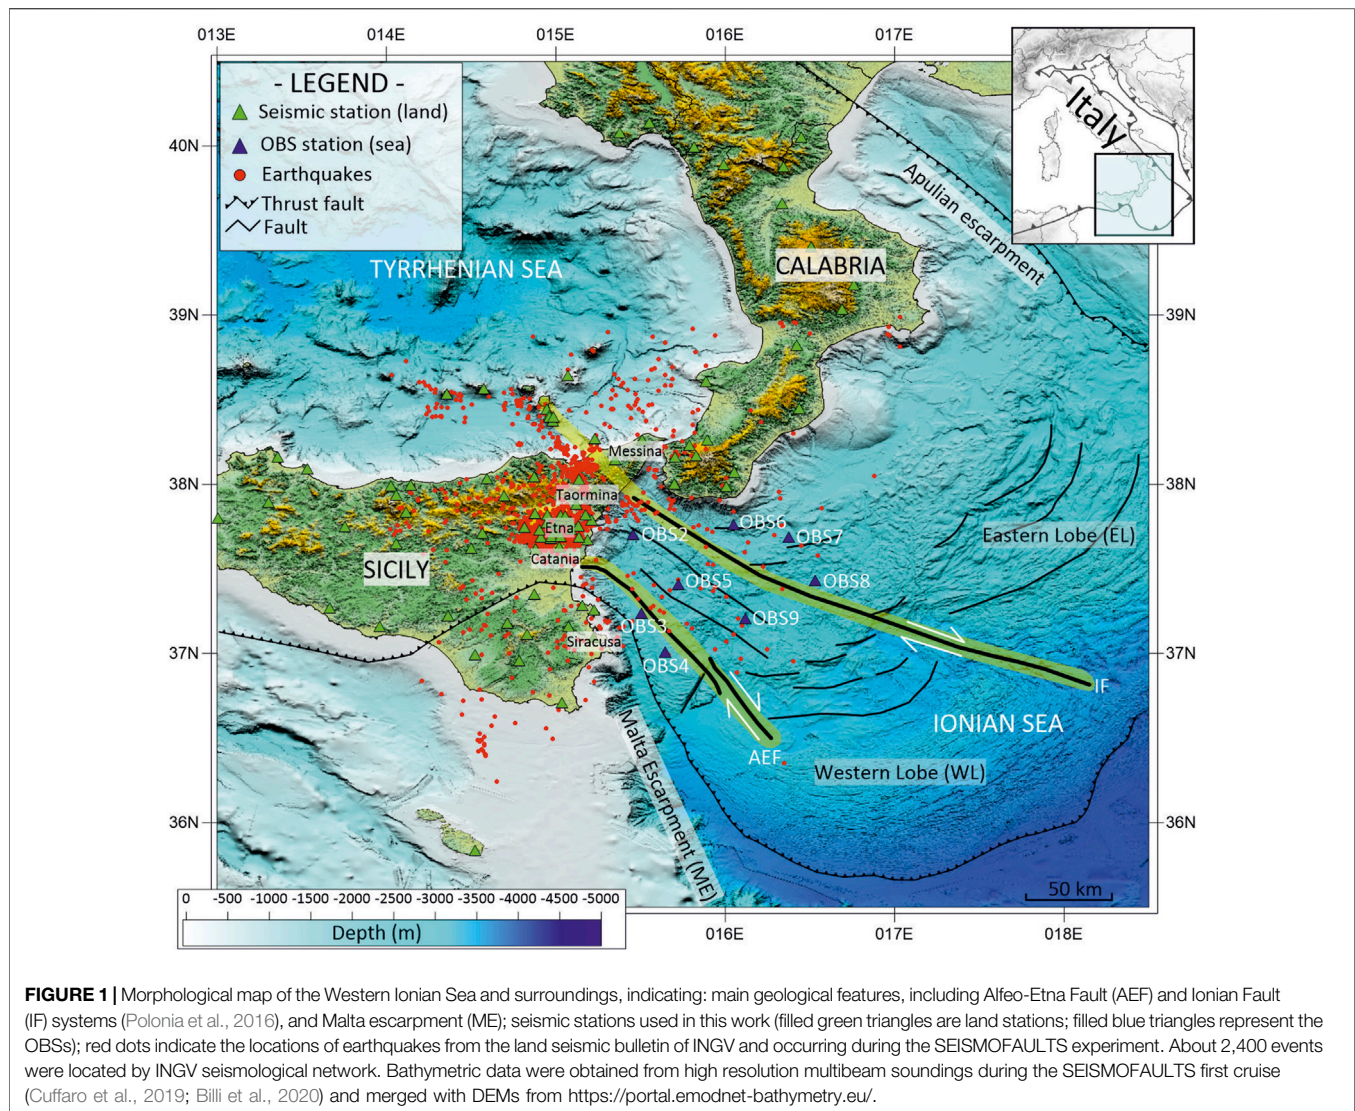 013E 014E 015E 016E 017E
- LEGEND -
Seismic station (land)
OBS station (sea)
Earthquakes
Thrust fault
Fault
Italy
40N
Apulian escarpment
TYRRHENIAN SEA
CALABRIA
39N 39N
Messina
38N 38N
Taormina
Etna
OBS2
OBS6
OBS7
Eastern Lobe (EL)
Catania
SICILY
OBS5
OBS8
OBS3
OBS9
Siracusa
37N 37N
OBS4
IF
Malta Escarpment (ME)
IONIAN SEA
AEF
Western Lobe (WL)
36N 36N
50 km
0 -500 -1000 -1500 -2000 -2500 -3000 -3500 -4000 -4500 -5000
Depth (m)
016E 017E 018E
FIGURE 1 | Morphological map of the Western Ionian Sea and surroundings, indicating: main geological features, including Alfeo-Etna Fault (AEF) and Ionian Fault
(IF) systems (Polonia et al., 2016), and Malta escarpment (ME); seismic stations used in this work (filled green triangles are land stations; filled blue triangles represent the
OBSs); red dots indicate the locations of earthquakes from the land seismic bulletin of INGV and occurring during the SEISMOFAULTS experiment. About 2,400 events
were located by INGV seismological network. Bathymetric data were obtained from high resolution multibeam soundings during the SEISMOFAULTS first cruise
(Cuffaro et al., 2019; Billi et al., 2020) and merged with DEMs from https://portal.emodnet-bathymetry.eu/.